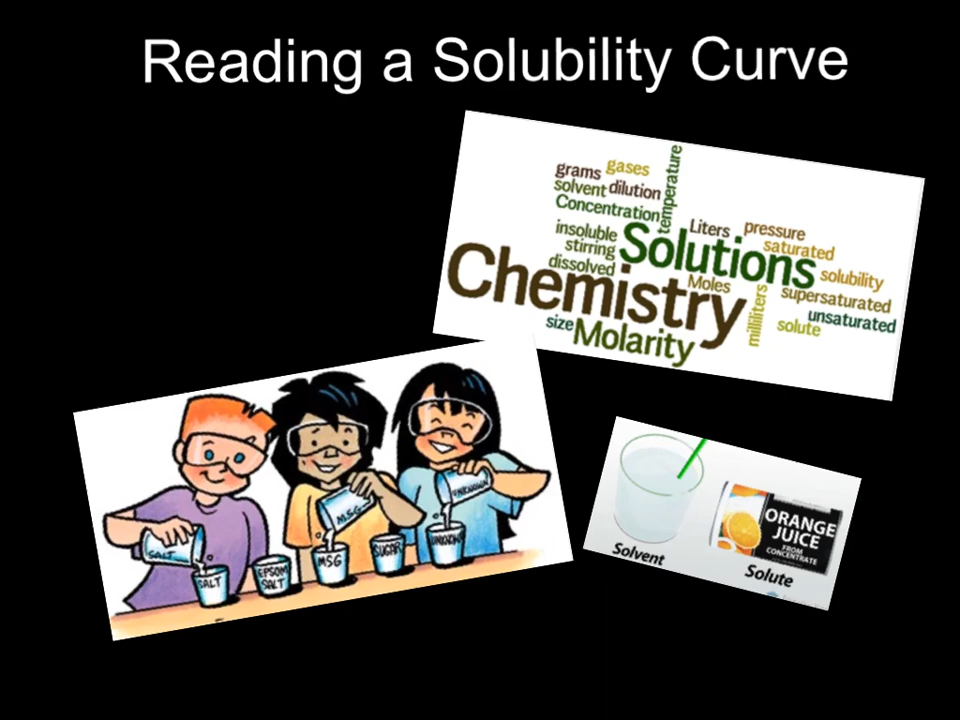 Reading a Solubility Curve
grams
gases
temperature
solvent
dilution
Concentration
insoluble
Liters
pressure
stirring
Solutions
saturated
dissolved
solubility
Chemistry
Moles
milliliters
supersaturated
unsaturated
size
Molarity
solute
SALT
MSG
UNKNOWN
SALT
EPSOM
SALT
MSG
SUGAR
UNKNOWN
ORANGE
JUICE
FROM
CONCENTRATE
Solvent
Solute